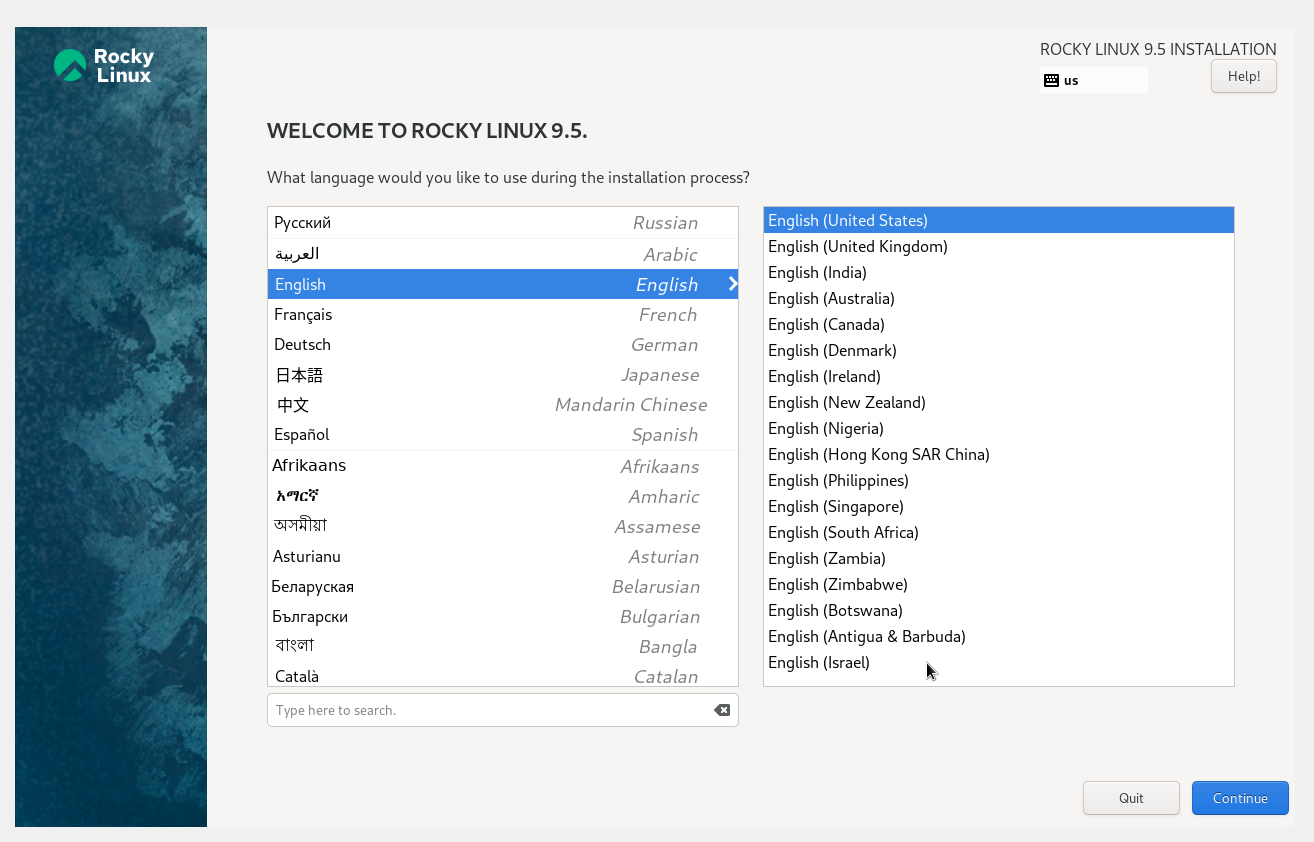 Rocky
Linux
ROCKY LINUX 9.5 INSTALLATION
us
Help!
WELCOME TO ROCKY LINUX 9.5.
What language would you like to use during the installation process?
Русский Russian
العربية Arabic
English English
Français French
Deutsch German
日本語 Japanese
中文 Mandarin Chinese
Español Spanish
Afrikaans Afrikaans
አማርኛ Amharic
অসমীয়া Assamese
Asturianu Asturian
Беларуская Belarusian
Български Bulgarian
বাংলা Bangla
Català Catalan
Type here to search.
English (United States)
English (United Kingdom)
English (India)
English (Australia)
English (Canada)
English (Denmark)
English (Ireland)
English (New Zealand)
English (Nigeria)
English (Hong Kong SAR China)
English (Philippines)
English (Singapore)
English (South Africa)
English (Zambia)
English (Zimbabwe)
English (Botswana)
English (Antigua & Barbuda)
English (Israel)
Quit
Continue